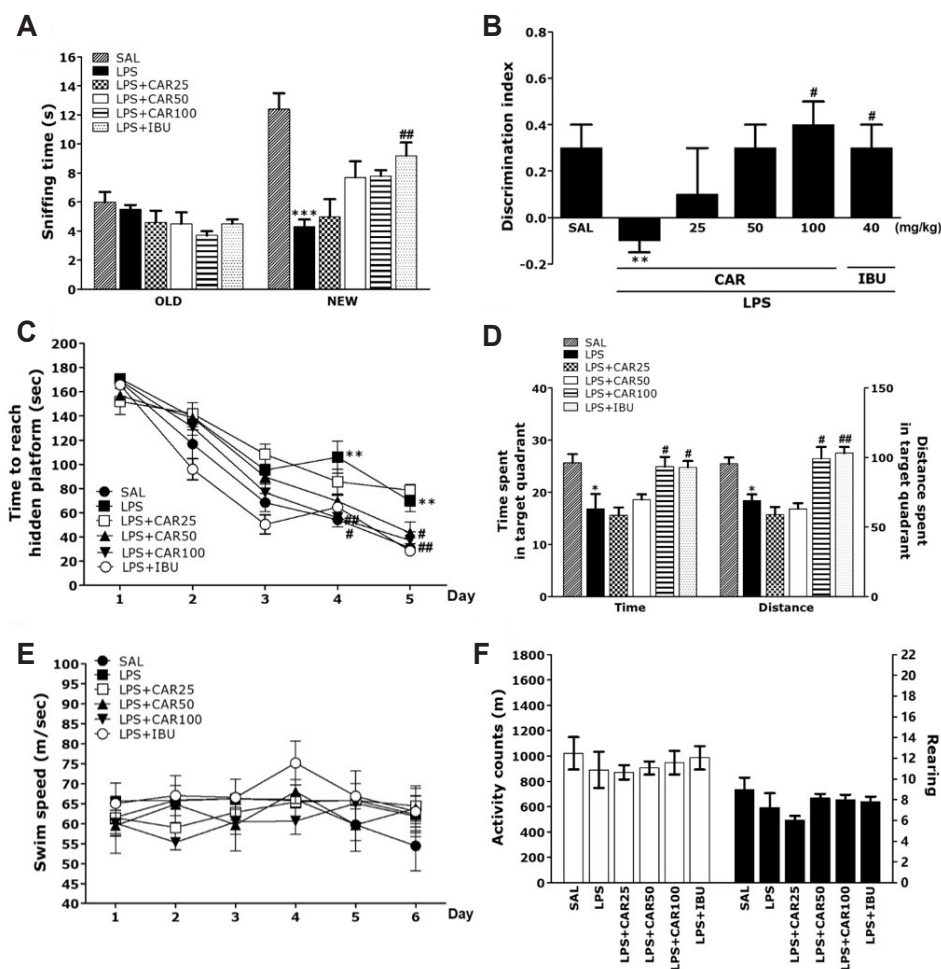 A
SAL
LPS
LPS+CAR25
LPS+CAR50
LPS+CAR100
LPS+IBU
Sniffing time (s)
16
14
12
10
8
6
4
2
0
***
##
OLD
NEW
B
Discrimination index
0.8
0.6
0.4
0.2
0.0
-0.2
#
#
**
SAL
25
50
100
40
(mg/kg)
CAR
IBU
LPS
C
Time to reach
hidden platform (sec)
200
180
160
140
120
100
80
60
40
20
0
SAL
LPS
LPS+CAR25
LPS+CAR50
LPS+CAR100
LPS+IBU
**
**
##
#
#
##
1
2
3
4
5
Day
D
SAL
LPS
LPS+CAR25
LPS+CAR50
LPS+CAR100
LPS+IBU
Time spent
in target quadrant
40
30
20
10
0
*
#
#
*
#
##
150
100
50
0
Distance spent
in target quadrant
Time
Distance
E
Swim speed (m/sec)
100
95
90
85
80
75
70
65
60
55
50
45
40
SAL
LPS
LPS+CAR25
LPS+CAR50
LPS+CAR100
LPS+IBU
1
2
3
4
5
6
Day
F
Activity counts (m)
1800
1600
1400
1200
1000
800
600
400
200
0
22
20
18
16
14
12
10
8
6
4
2
0
Rearing
SAL
LPS
LPS+CAR25
LPS+CAR50
LPS+CAR100
LPS+IBU
SAL
LPS
LPS+CAR25
LPS+CAR50
LPS+CAR100
LPS+IBU